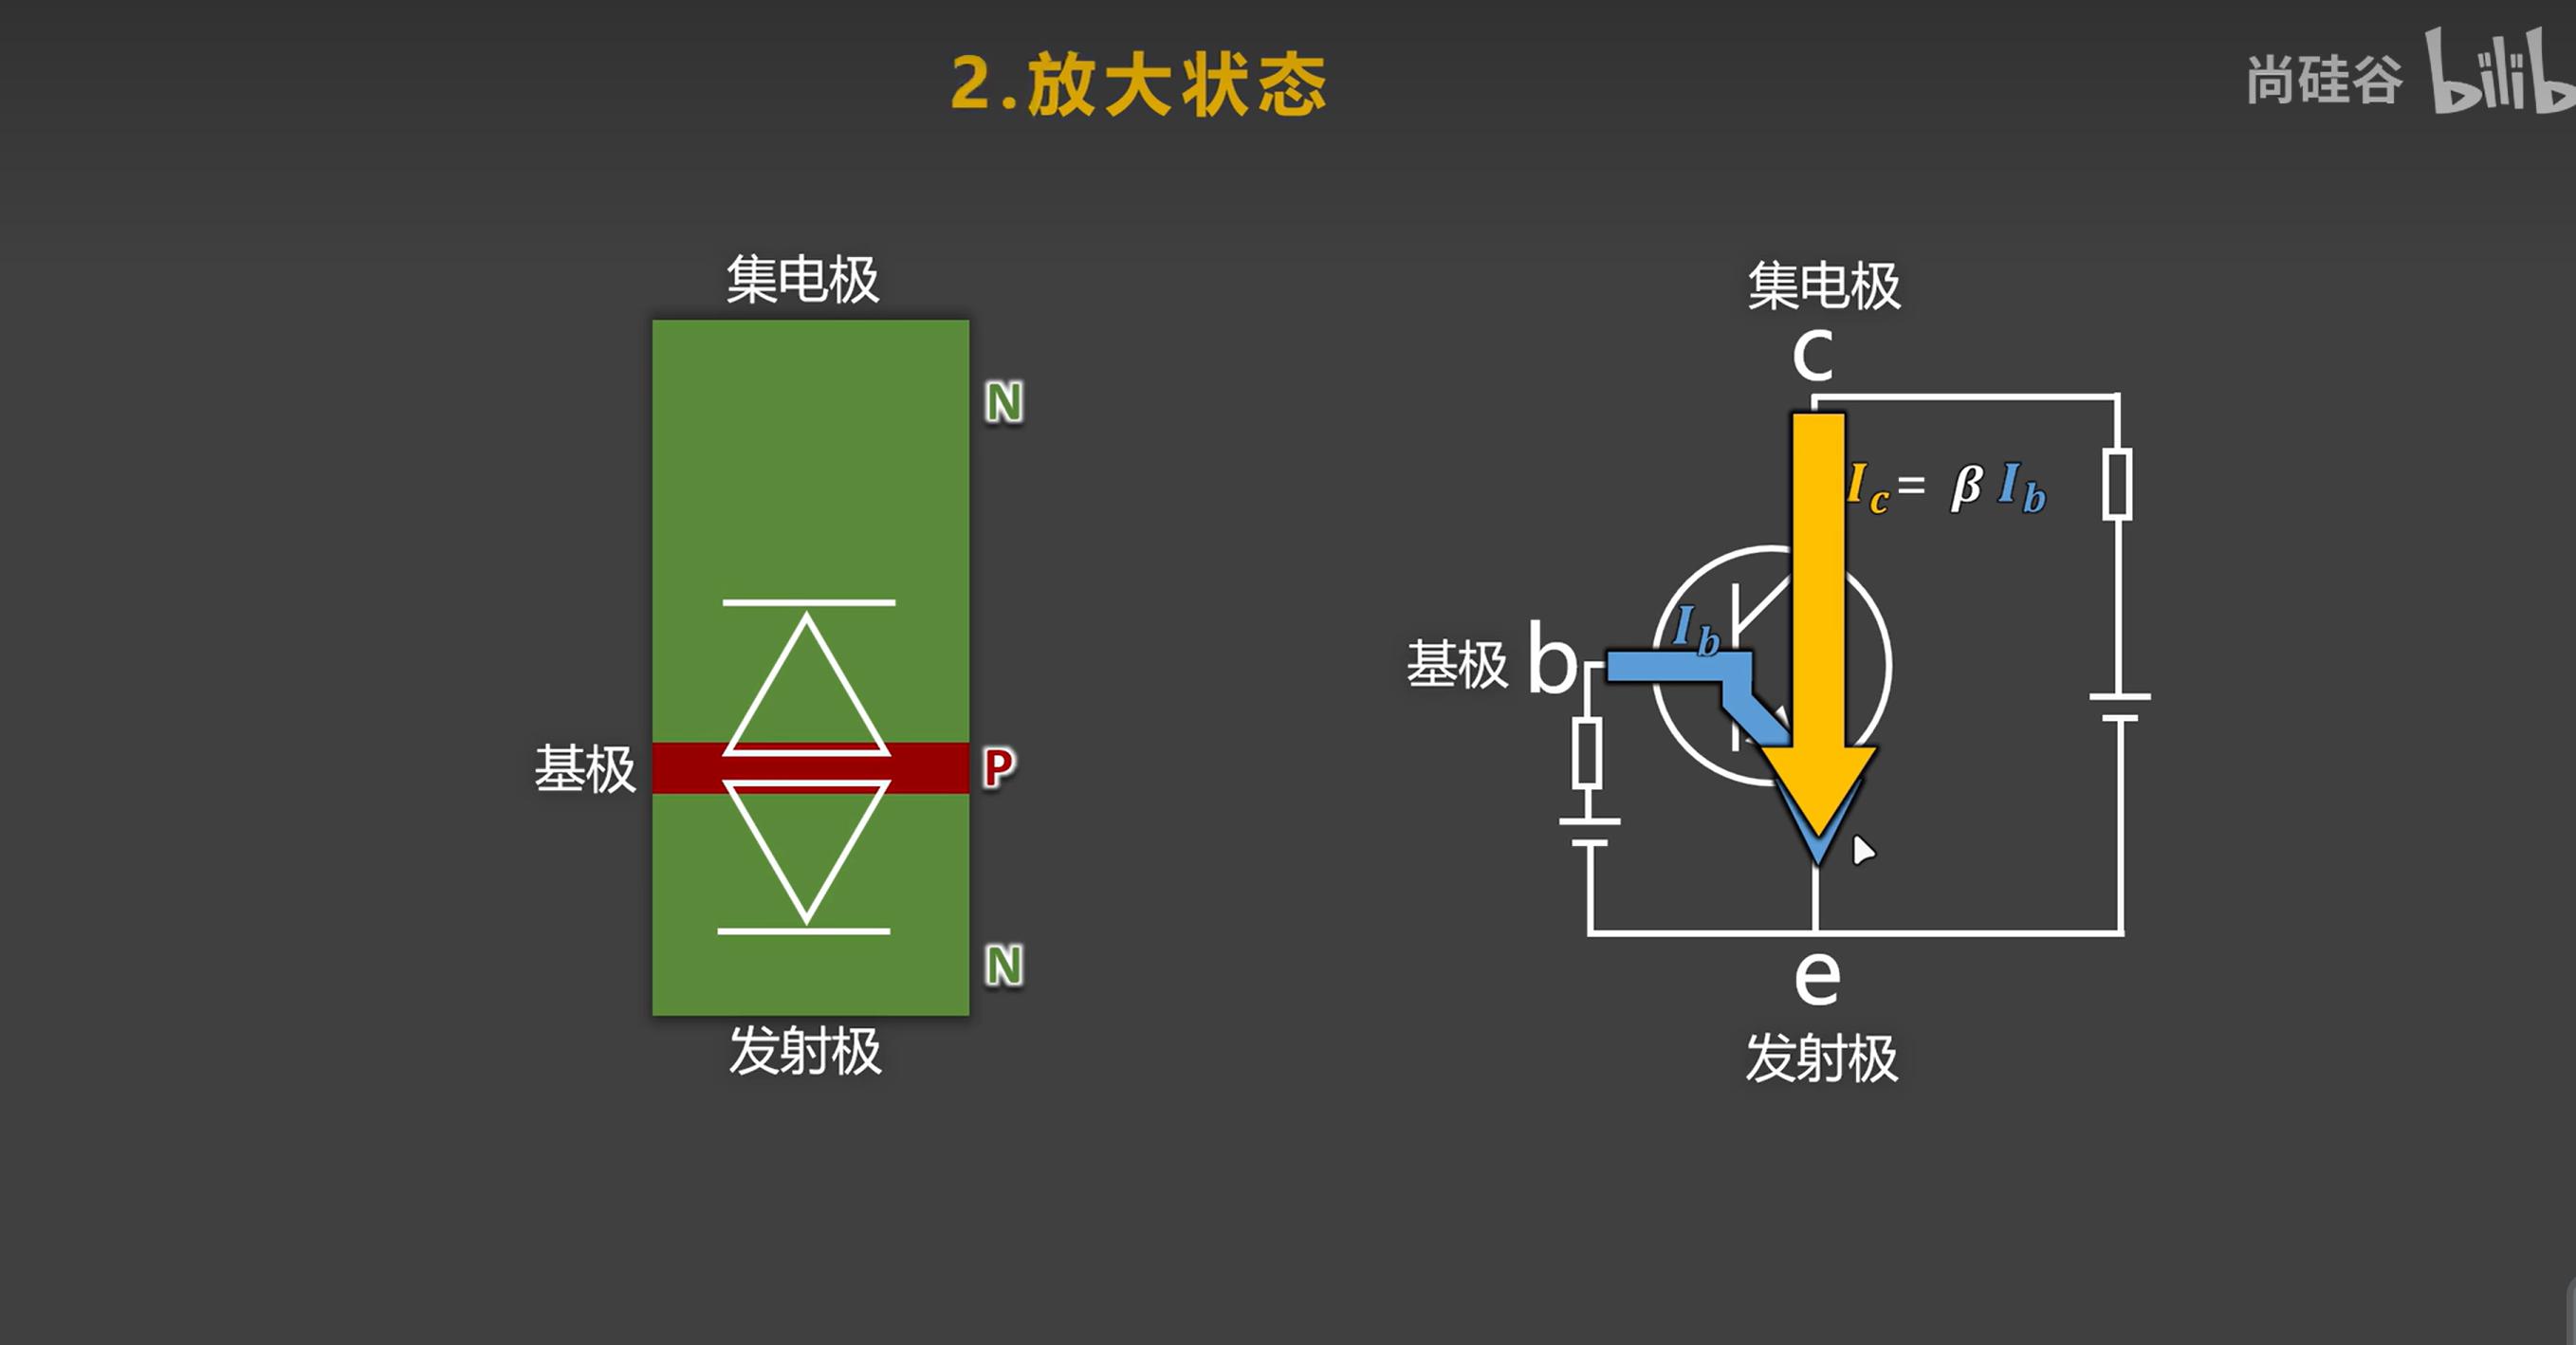 2.放大状态
尚硅谷 bilib
集电极
N
基极
P
N
发射极
集电极
c
I_c = β I_b
I_b
基极 b
e
发射极